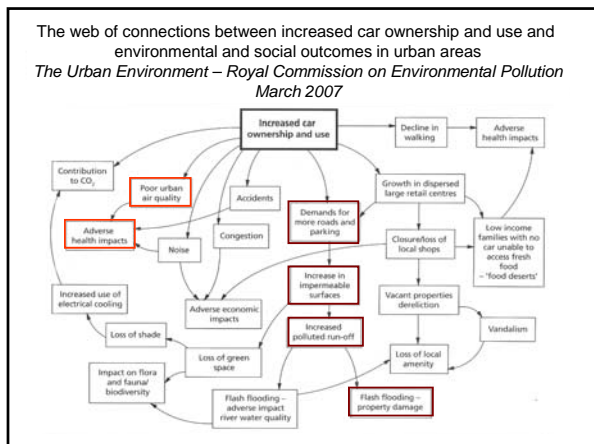 The web of connections between increased car ownership and use and
environmental and social outcomes in urban areas
The Urban Environment – Royal Commission on Environmental Pollution
March 2007
Increased car
ownership and use
Decline in
walking
Adverse
health impacts
Contribution
to CO₂
Poor urban
air quality
Accidents
Growth in dispersed
large retail centres
Adverse
health impacts
Noise
Congestion
Demands for
more roads and
parking
Closure/loss of
local shops
Low income
families with no
car unable to
access fresh
food
– 'food deserts'
Increased use of
electrical cooling
Adverse economic
impacts
Increase in
impermeable
surfaces
Vacant properties
dereliction
Loss of shade
Increased
polluted run-off
Vandalism
Loss of green
space
Loss of local
amenity
Impact on flora
and fauna/
biodiversity
Flash flooding –
adverse impact
river water quality
Flash flooding –
property damage